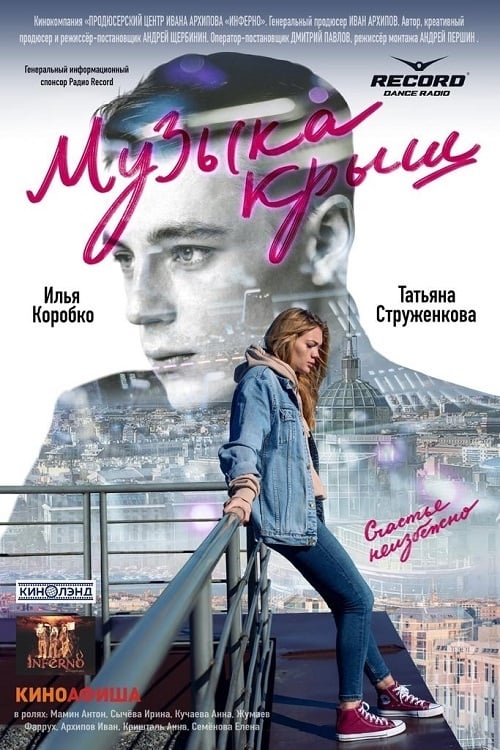 Кинокомпания «ПРОДЮСЕРСКИЙ ЦЕНТР ИВАНА АРХИПОВА «ИНФЕРНО». Генеральный продюсер ИВАН АРХИПОВ. Автор, креативный
продюсер и режиссёр-постановщик АНДРЕЙ ЩЕРБИНИН. Оператор-постановщик ДМИТРИЙ ПАВЛОВ, режиссёр монтажа АНДРЕЙ ПЕРШИН .
Генеральный информационный
спонсор Радио Record
RECORD
DANCE RADIO
Музыка
крыш
Илья
Коробко
Татьяна
Струженкова
Счастье
неизбежно
КИНОЛЭНД
INFERNO
КИНОАФИША
в ролях: Мамин Антон, Сычёва Ирина, Кучаева Анна, Жумаев
Фаррух, Архипов Иван, Кришталь Анна, Семёнова Елена